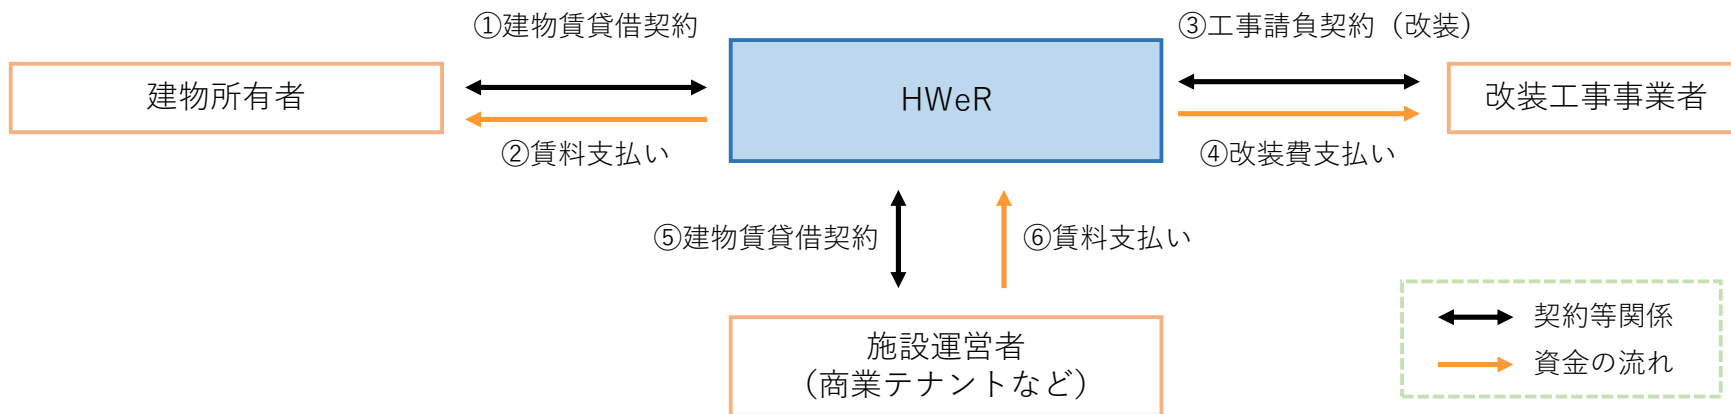 ①建物賃貸借契約
③工事請負契約（改装）
建物所有者
HWeR
改装工事事業者
②賃料支払い
④改装費支払い
⑤建物賃貸借契約
⑥賃料支払い
施設運営者
（商業テナントなど）
契約等関係
資金の流れ